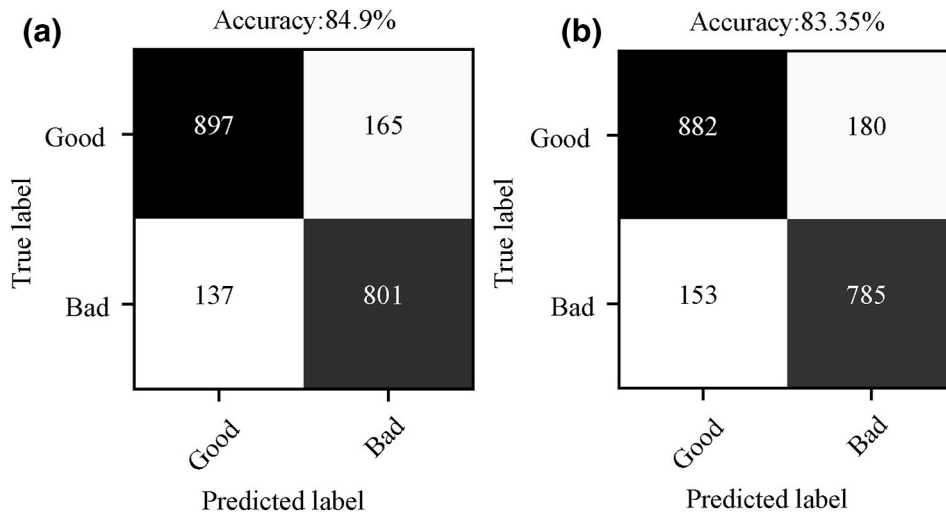 (a)
Accuracy:84.9%
True label
Good
897
165
Bad
137
801
Good
Bad
Predicted label
(b)
Accuracy:83.35%
True label
Good
882
180
Bad
153
785
Good
Bad
Predicted label